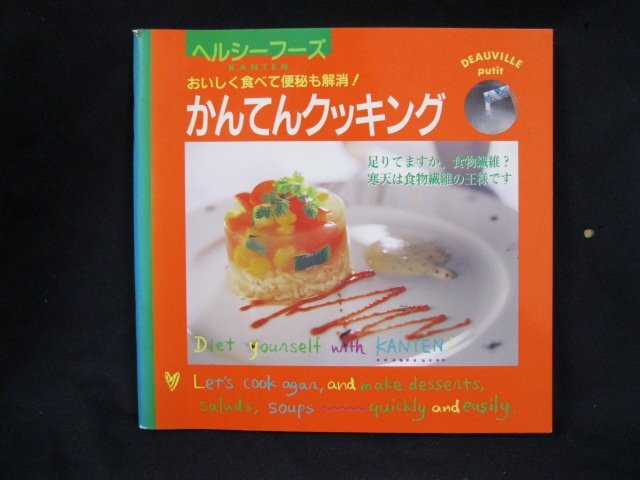 ヘルシーフーズ
KANTEN
おいしく食べて便秘も解消!
かんてんクッキング
DEAUVILLE
putit
足りてますか、食物繊維?
寒天は食物繊維の王様です
Diet yourself with KANTEN!
Let's cook agan, and make desserts,
salads, soups ~~~~ quickly and easily.